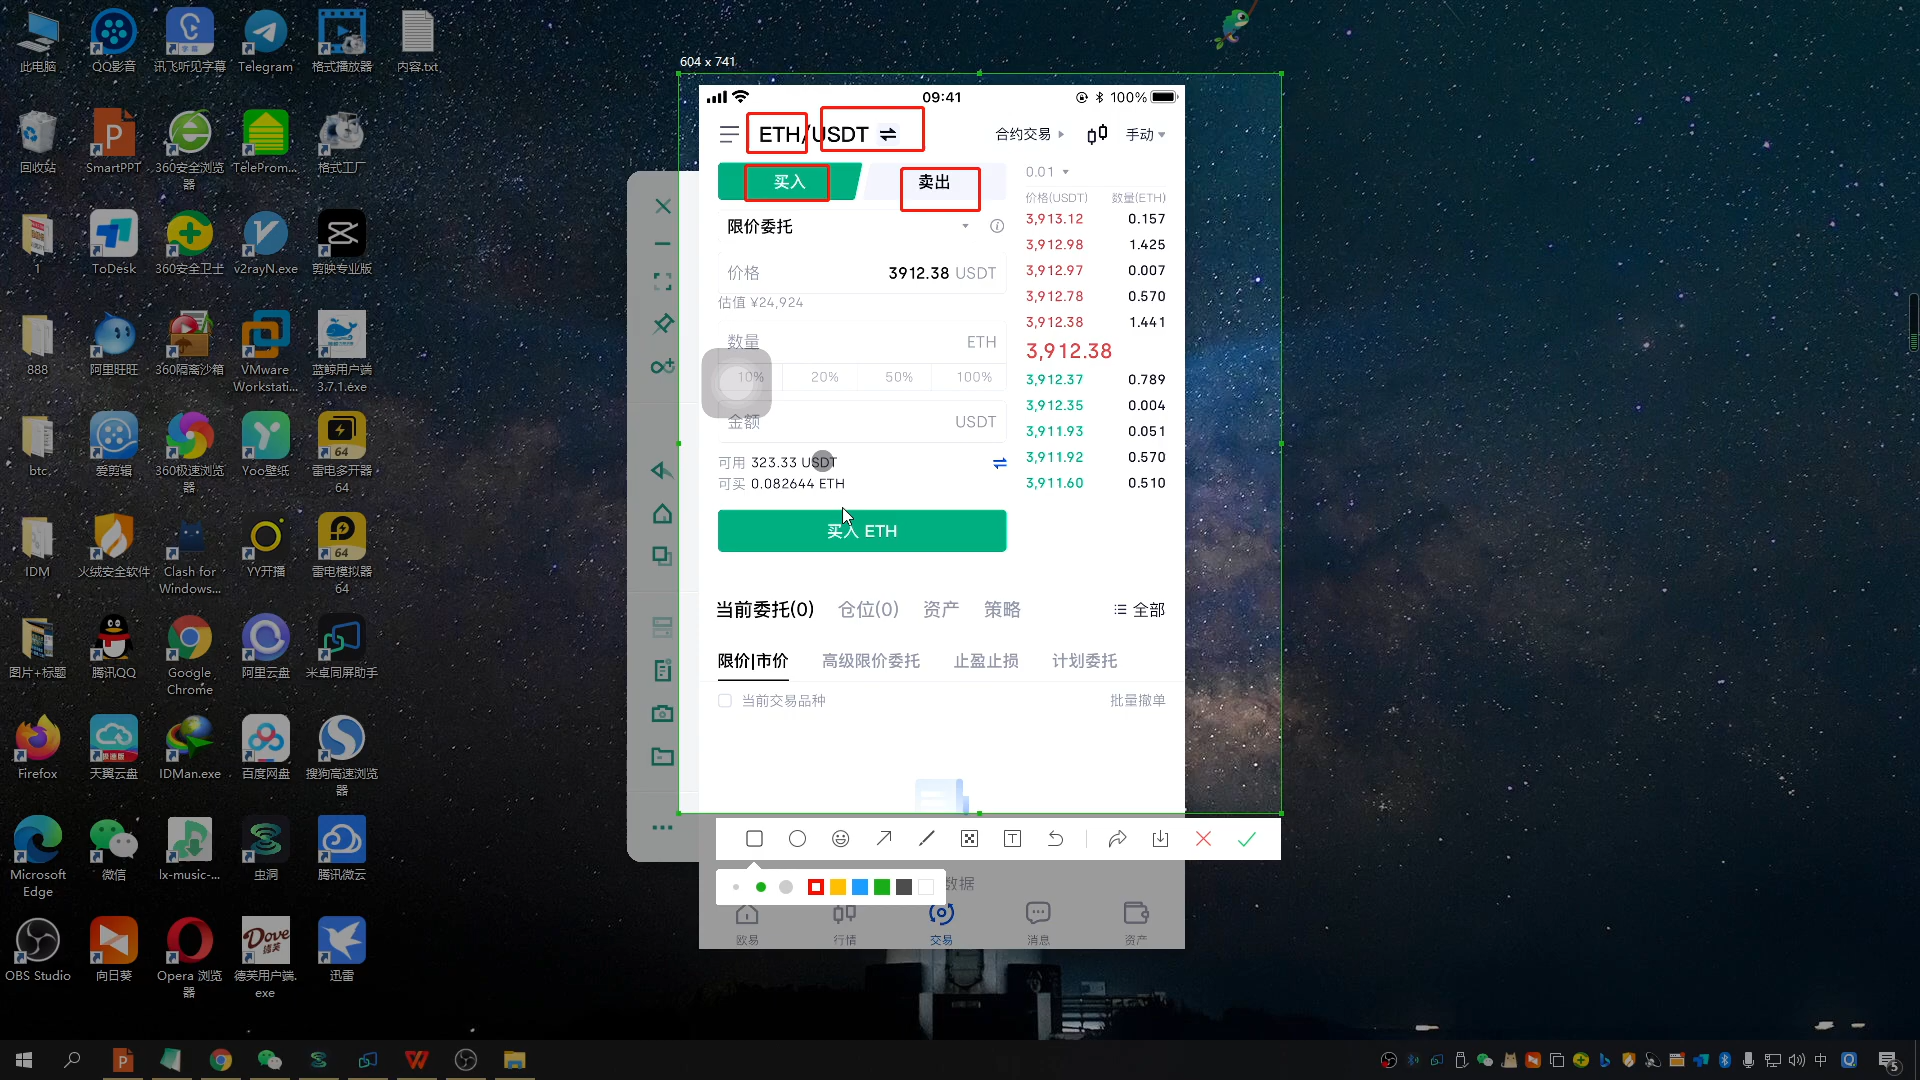 此电脑
QQ影音
讯飞听见字幕
Telegram
格式播放器
内容.txt
回收站
SmartPPT
360安全浏览器
TeleProm...
格式工厂
1
ToDesk
360安全卫士
v2rayN.exe
剪映专业版
888
阿里旺旺
360隔离沙箱
VMware Workstati...
蓝鲸用户端3.7.1.exe
btc
爱剪辑
360极速浏览器
Yoo壁纸
雷电多开器64
IDM
火绒安全软件
Clash for Windows...
YY开播
雷电模拟器64
图片+标题
腾讯QQ
Google Chrome
阿里云盘
米卓同屏助手
Firefox
天翼云盘
IDMan.exe
百度网盘
搜狗高速浏览器
Microsoft Edge
微信
lx-music-...
虫洞
腾讯微云
OBS Studio
向日葵
Opera 浏览器
德芙用户端.exe
迅雷
604 x 741
09:41
100%
ETH/USDT
合约交易
手动
买入
卖出
0.01
限价委托
价格(USDT) 数量(ETH)
3,913.12 0.157
3,912.98 1.425
3,912.97 0.007
3,912.78 0.570
3,912.38 1.441
3,912.38
3,912.37 0.789
3,912.35 0.004
3,911.93 0.051
3,911.92 0.570
3,911.60 0.510
价格 3912.38 USDT
估值 ¥24,924
数量 ETH
10% 20% 50% 100%
金额 USDT
可用 323.33 USDT
可买 0.082644 ETH
买入 ETH
当前委托(0) 仓位(0) 资产 策略 全部
限价|市价 高级限价委托 止盈止损 计划委托
当前交易品种 批量撤单
数据
欧易 行情 交易 消息 资产
中
5